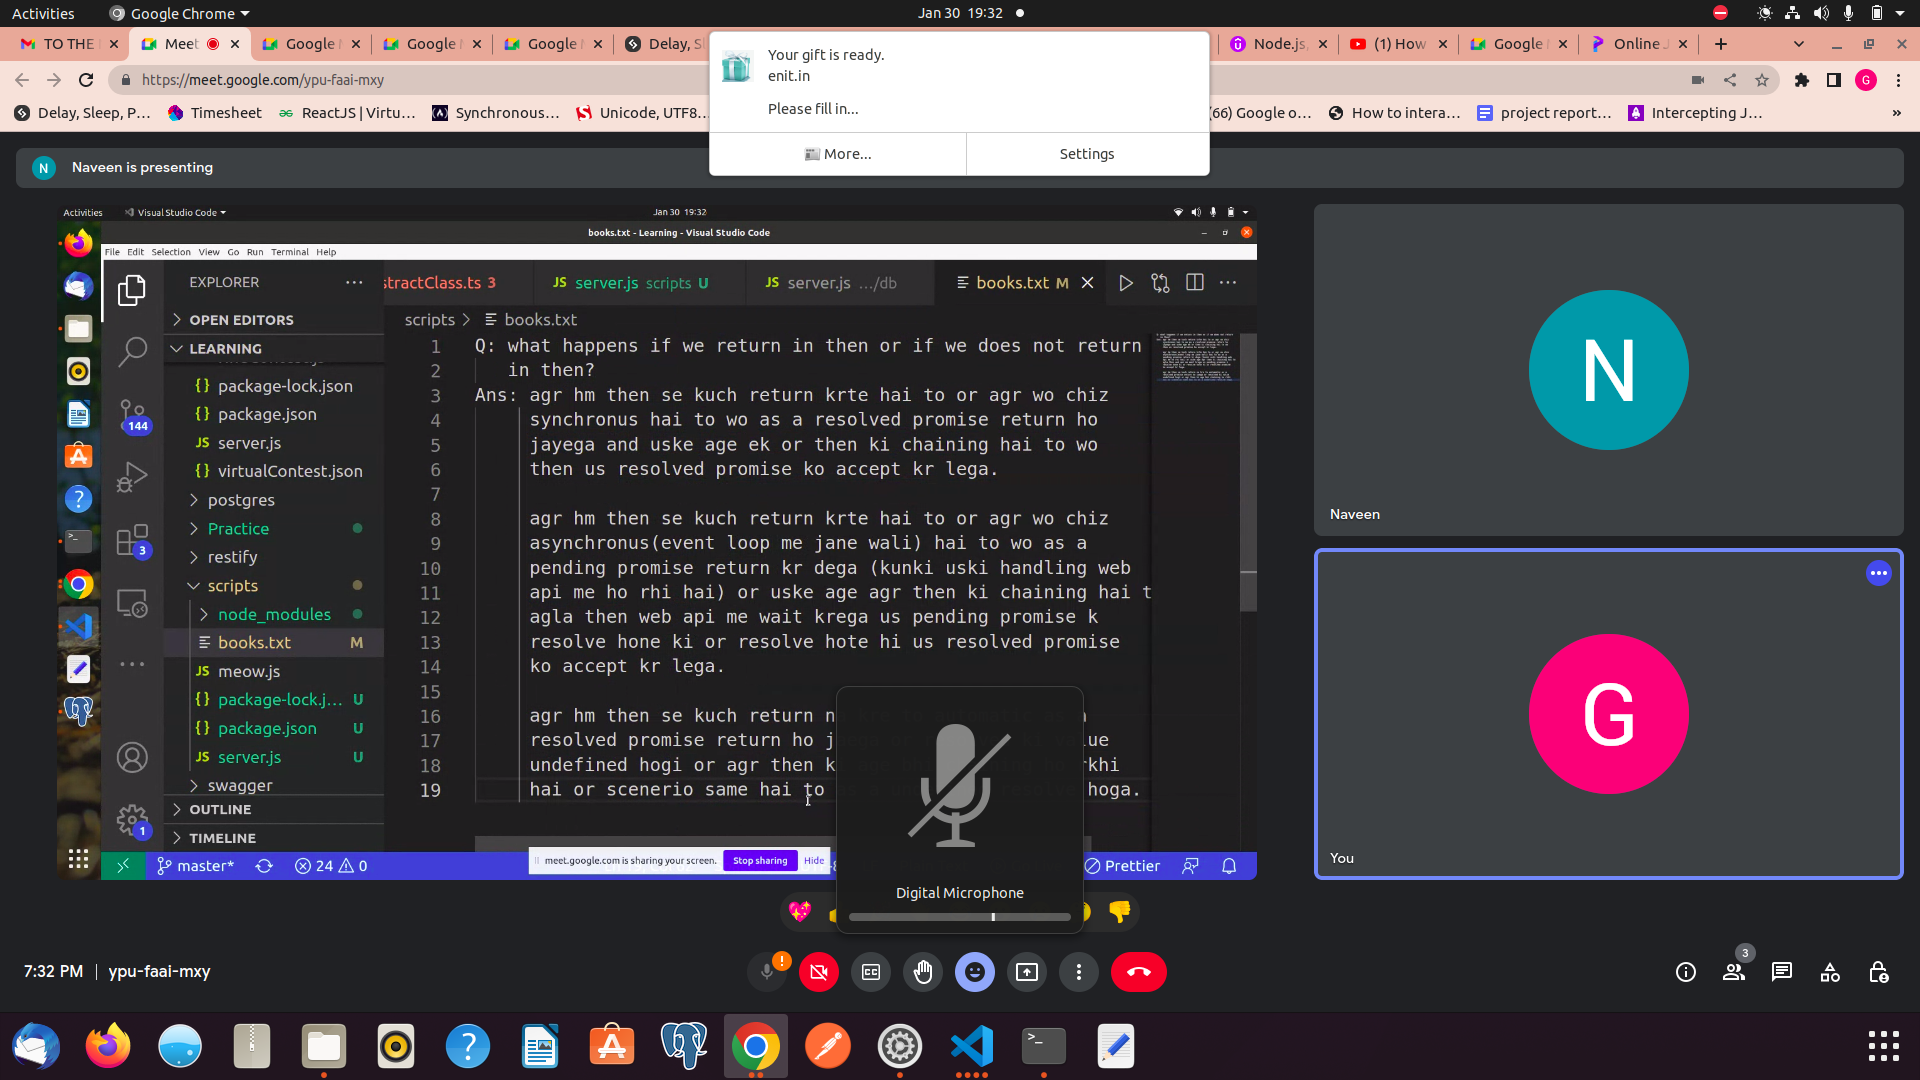 Activities
Google Chrome
Jan 30 19:32
TO THE
Meet
Google
Google
Google
Delay, S
Node.js,
(1) How
Google
Online
https://meet.google.com/ypu-faai-mxy
G
Delay, Sleep, P…
Timesheet
ReactJS | Virtu…
Synchronous…
Unicode, UTF8…
(66) Google o…
How to intera…
project report…
Intercepting J…
»
Your gift is ready.
enit.in
Please fill in...
More...
Settings
N
Naveen is presenting
Activities
Visual Studio Code
Jan 30 19:32
books.txt - Learning - Visual Studio Code
File Edit Selection View Go Run Terminal Help
EXPLORER
stractClass.ts 3
JS server.js scripts U
JS server.js .../db
books.txt M
OPEN EDITORS
LEARNING
scripts > books.txt
{} package-lock.json
{} package.json
JS server.js
{} virtualContest.json
postgres
Practice
restify
scripts
node_modules
books.txt M
JS meow.js
{} package-lock.j... U
{} package.json U
JS server.js U
swagger
OUTLINE
TIMELINE
144
3
1
1 Q: what happens if we return in then or if we does not return
2 in then?
3 Ans: agr hm then se kuch return krte hai to or agr wo chiz
4 synchronus hai to wo as a resolved promise return ho
5 jayega and uske age ek or then ki chaining hai to wo
6 then us resolved promise ko accept kr lega.
7
8 agr hm then se kuch return krte hai to or agr wo chiz
9 asynchronus(event loop me jane wali) hai to wo as a
10 pending promise return kr dega (kunki uski handling web
11 api me ho rhi hai) or uske age agr then ki chaining hai t
12 agla then web api me wait krega us pending promise k
13 resolve hone ki or resolve hote hi us resolved promise
14 ko accept kr lega.
15
16 agr hm then se kuch return
17 resolved promise return ho
18 undefined hogi or agr then
19 hai or scenerio same hai to hoga.
master*
24 0
meet.google.com is sharing your screen.
Stop sharing
Hide
Prettier
Digital Microphone
N
Naveen
G
You
7:32 PM | ypu-faai-mxy
3